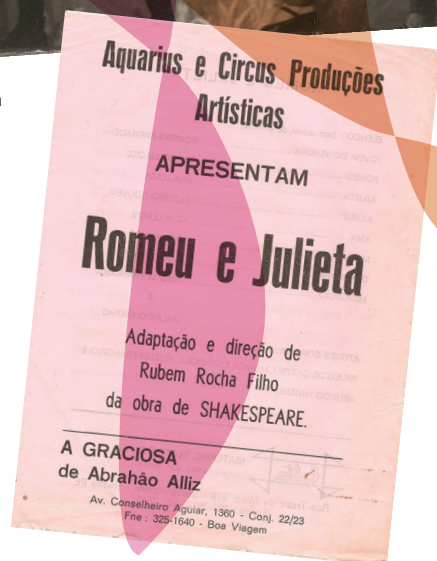 Aquarius e Circus Produções
Artísticas
APRESENTAM
Romeu e Julieta
Adaptação e direção de
Rubem Rocha Filho
da obra de SHAKESPEARE.
A GRACIOSA
de Abrahão Alliz
Av. Conselheiro Aguiar, 1360 - Conj. 22/23
Fne : 325-1640 - Boa Viagem